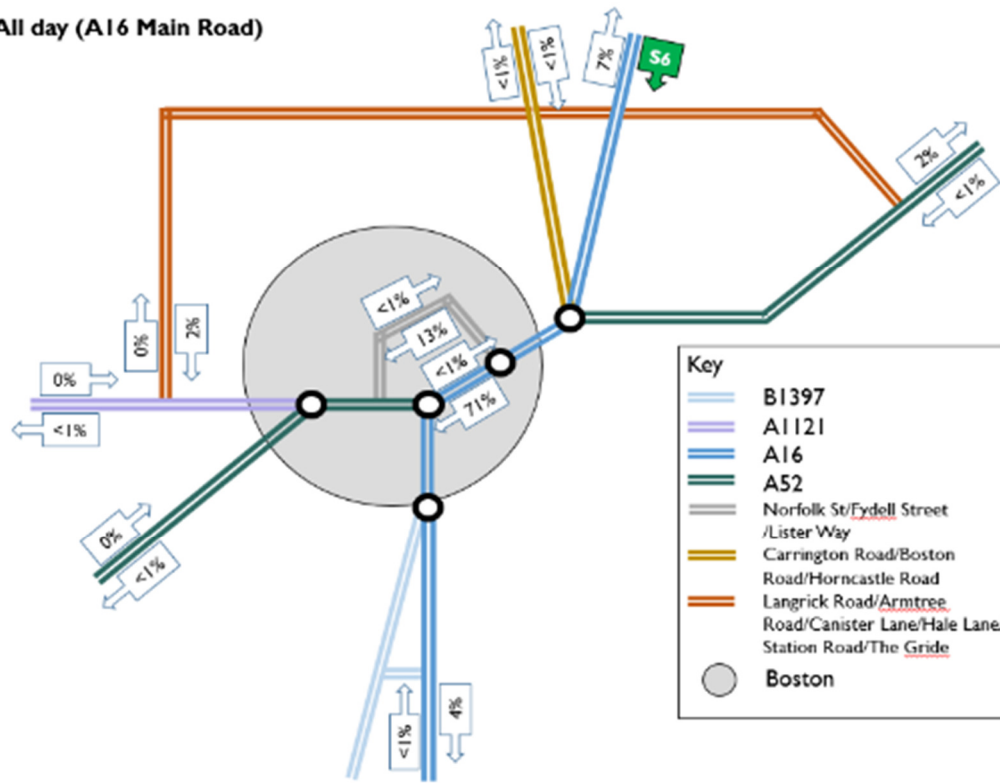 All day (A16 Main Road)
<1%
<1%
7%
S6
2%
<1%
<1%
13%
<1%
71%
0%
2%
0%
<1%
0%
<1%
<1%
4%
Key
B1397
A1121
A16
A52
Norfolk St/Fydell Street
/Lister Way
Carrington Road/Boston
Road/Horncastle Road
Langrick Road/Armtree
Road/Canister Lane/Hale Lane/
Station Road/The Gride
Boston